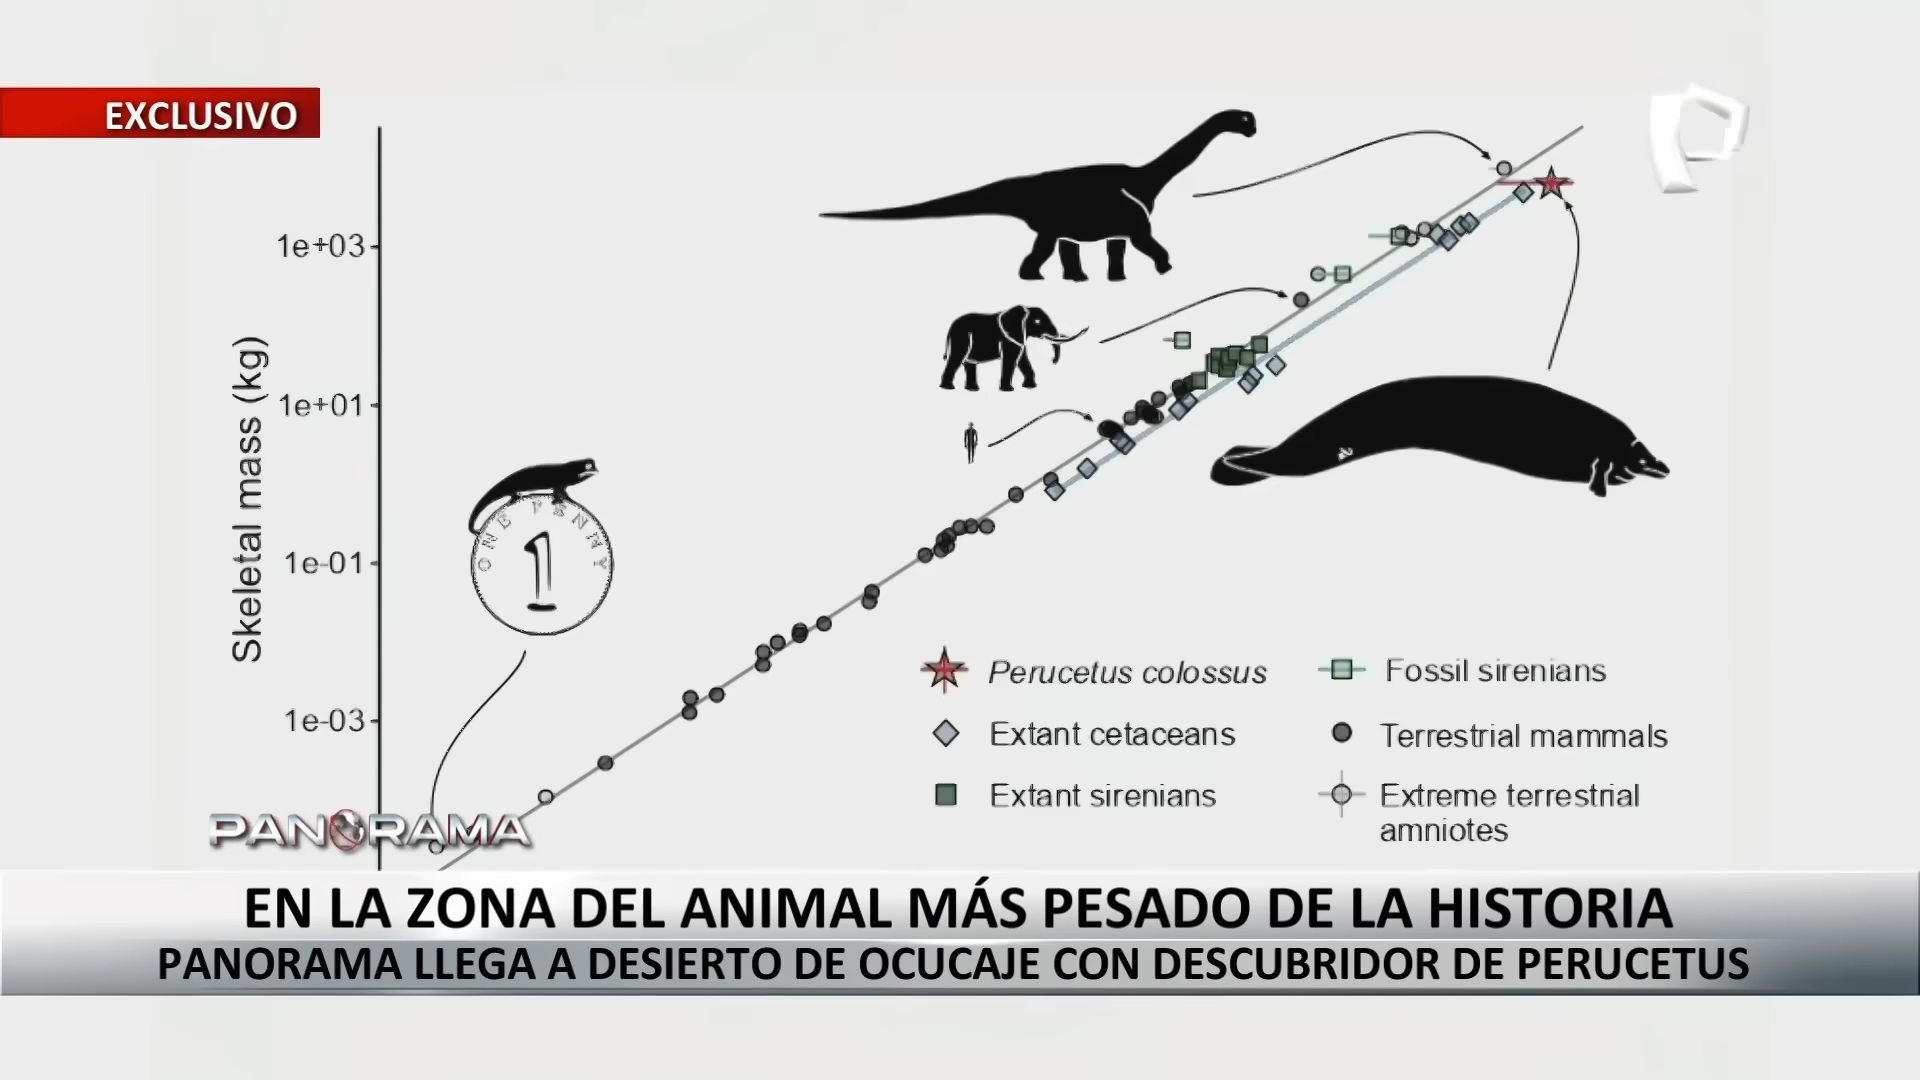 EXCLUSIVO
1e+03
1e+01
1e-01
1e-03
Skeletal mass (kg)
ONE PENNY
1
Perucetus colossus
Extant cetaceans
Extant sirenians
Fossil sirenians
Terrestrial mammals
Extreme terrestrial
amniotes
PANORAMA
EN LA ZONA DEL ANIMAL MÁS PESADO DE LA HISTORIA
PANORAMA LLEGA A DESIERTO DE OCUCAJE CON DESCUBRIDOR DE PERUCETUS